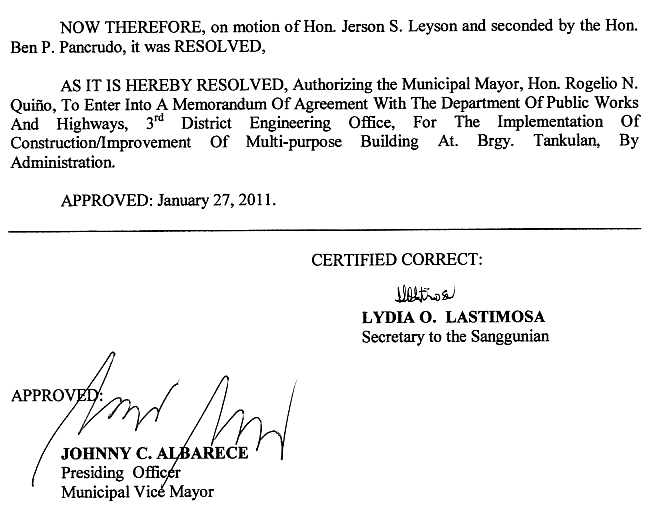 NOW THEREFORE, on motion of Hon. Jerson S. Leyson and seconded by the Hon.
Ben P. Pancrudo, it was RESOLVED,
AS IT IS HEREBY RESOLVED, Authorizing the Municipal Mayor, Hon. Rogelio N.
Quiño, To Enter Into A Memorandum Of Agreement With The Department Of Public Works
And Highways, 3rd District Engineering Office, For The Implementation Of
Construction/Improvement Of Multi-purpose Building At. Brgy. Tankulan, By
Administration.
APPROVED: January 27, 2011.
CERTIFIED CORRECT:
LYDIA O. LASTIMOSA
Secretary to the Sanggunian
APPROVED:
JOHNNY C. ALBARECE
Presiding Officer
Municipal Vice Mayor